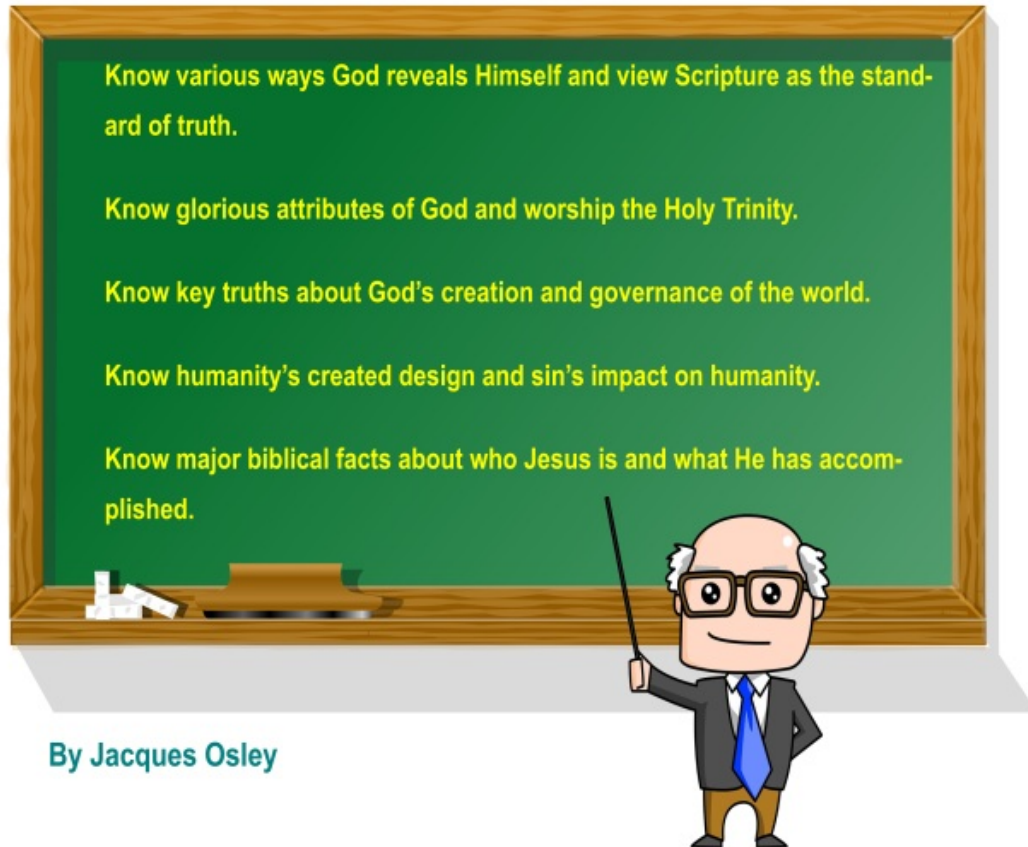 Know various ways God reveals Himself and view Scripture as the stand-
ard of truth.
Know glorious attributes of God and worship the Holy Trinity.
Know key truths about God’s creation and governance of the world.
Know humanity’s created design and sin’s impact on humanity.
Know major biblical facts about who Jesus is and what He has accom-
plished.
By Jacques Osley